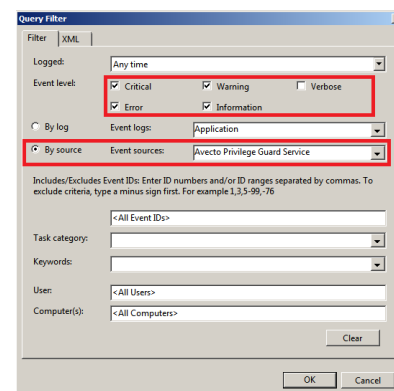 Query Filter
Filter XML
Logged: Any time
Event level: Critical Warning Verbose
Error Information
By log Event logs: Application
By source Event sources: Avecto Privilege Guard Service
Includes/Excludes Event IDs: Enter ID numbers and/or ID ranges separated by commas. To
exclude criteria, type a minus sign first. For example 1,3,5-99,-76
<All Event IDs>
Task category:
Keywords:
User: <All Users>
Computer(s): <All Computers>
Clear
OK Cancel